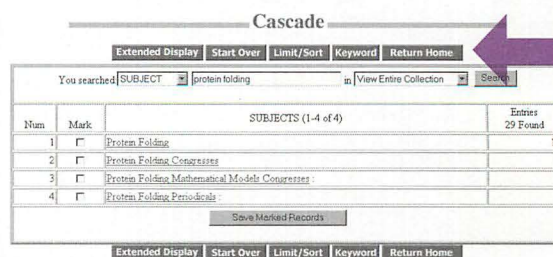 Cascade
Extended Display Start Over Limit/Sort Keyword Return Home
You searched SUBJECT protein folding in View Entire Collection Search
Num Mark SUBJECTS (1-4 of 4) Entries 29 Found
1 Protein Folding
2 Protein Folding Congresses
3 Protein Folding Mathematical Models Congresses :
4 Protein Folding Periodicals :
Save Marked Records
Extended Display Start Over Limit/Sort Keyword Return Home